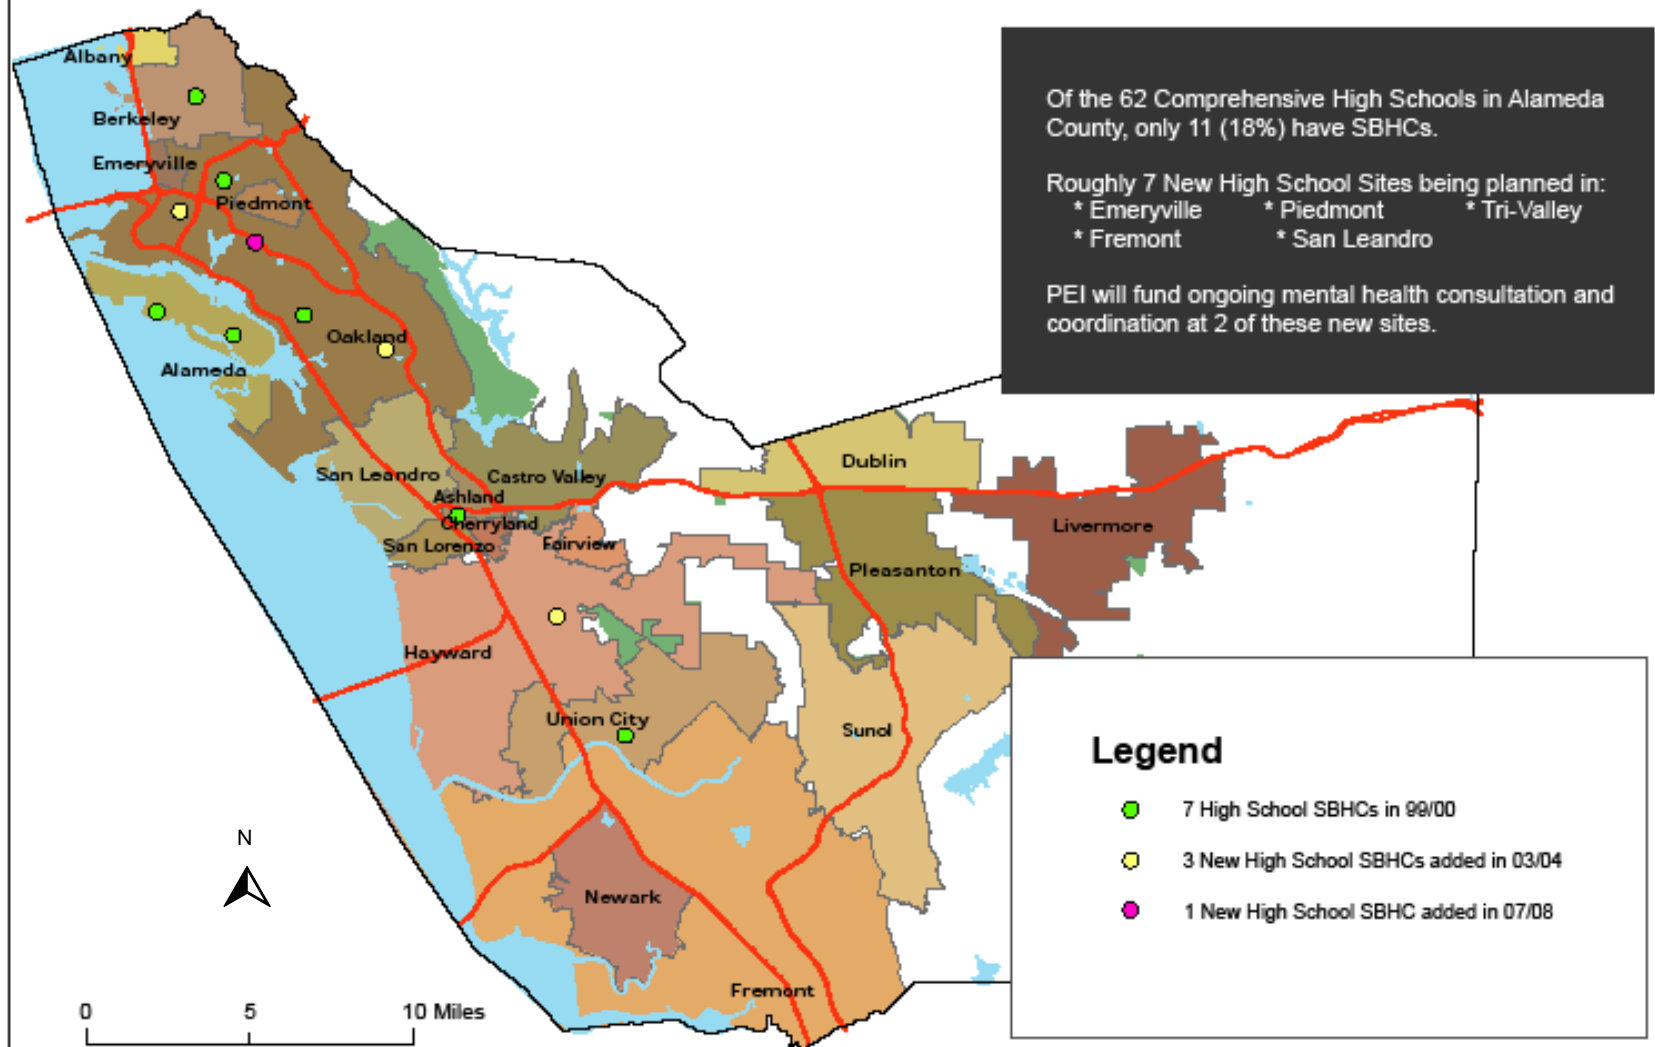 Albany
Berkeley
Emeryville
Piedmont
Oakland
Alameda
San Leandro
Castro Valley
Ashland
Cherryland
San Lorenzo
Fairview
Dublin
Livermore
Pleasanton
Hayward
Union City
Sunol
Newark
Fremont
N
0 5 10 Miles
Of the 62 Comprehensive High Schools in Alameda
County, only 11 (18%) have SBHCs.
Roughly 7 New High School Sites being planned in:
* Emeryville * Piedmont * Tri-Valley
* Fremont * San Leandro
PEI will fund ongoing mental health consultation and
coordination at 2 of these new sites.
Legend
7 High School SBHCs in 99/00
3 New High School SBHCs added in 03/04
1 New High School SBHC added in 07/08